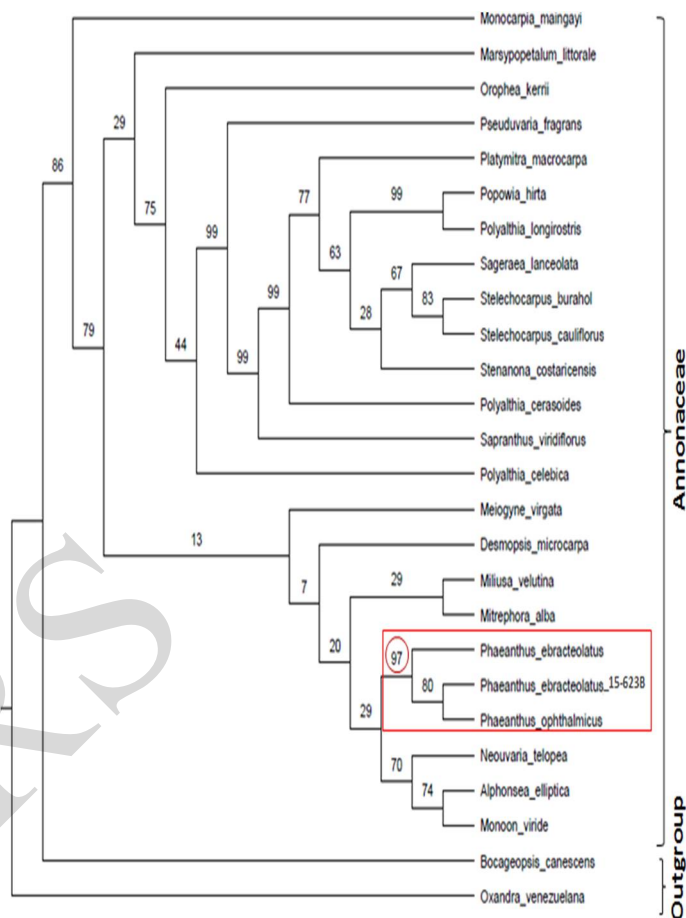 Monocarpia_maingayi
Marsypopetalum_littorale
29
Orophea_kerrii
Pseuduvaria_fragrans
86
Platymitra_macrocarpa
77
99
Popowia_hirta
75
Polyalthia_longirostris
99
63
Sageraea_lanceolata
67
99
83
Stelechocarpus_burahol
28
Stelechocarpus_cauliflorus
79
44
99
Stenanona_costaricensis
Polyalthia_cerasoides
Sapranthus_viridiflorus
Polyalthia_celebica
Meiogyne_virgata
13
Desmopsis_microcarpa
7
29
Miliusa_velutina
Mitrephora_alba
20
97
Phaeanthus_ebracteolatus
80
Phaeanthus_ebracteolatus_15-6238
29
Phaeanthus_ophthalmicus
70
Neouvaria_telopea
74
Alphonsea_elliptica
Monoon_viride
Bocageopsis_canescens
Oxandra_venezuelana
Annonaceae
Outgroup
RS